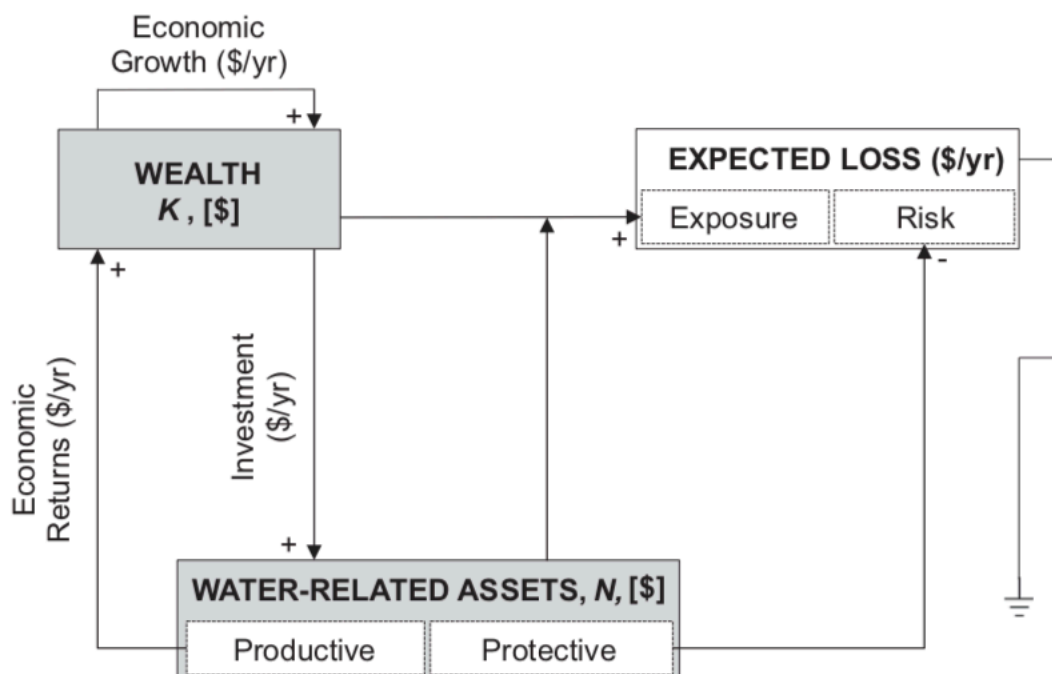 Economic
Growth ($/yr)
+
WEALTH
K , [$]
EXPECTED LOSS ($/yr)
Exposure
Risk
+
+
-
Economic
Returns ($/yr)
Investment
($/yr)
+
WATER-RELATED ASSETS, N, [$]
Productive
Protective